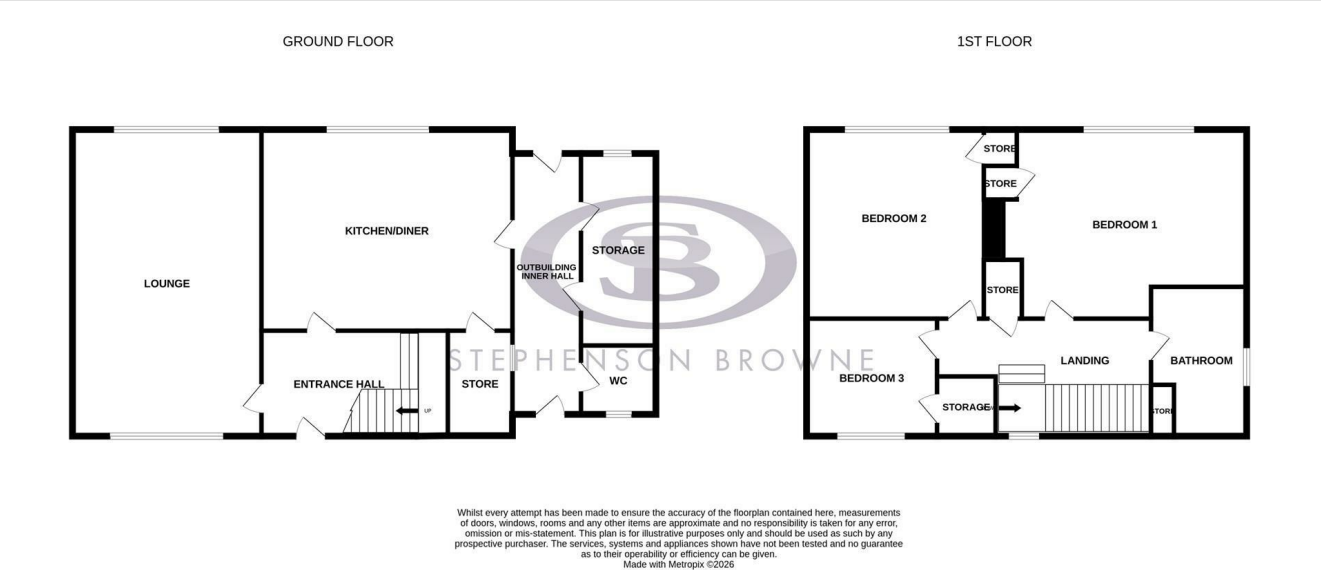 GROUND FLOOR
1ST FLOOR
LOUNGE
KITCHEN/DINER
ENTRANCE HALL
UP
STORE
OUTBUILDING
INNER HALL
STORAGE
WC
BEDROOM 2
STORE
STORE
BEDROOM 1
STORE
BEDROOM 3
STORAGE
LANDING
BATHROOM
STORE
SB
STEPHENSON BROWNE
Whilst every attempt has been made to ensure the accuracy of the floorplan contained here, measurements
of doors, windows, rooms and any other items are approximate and no responsibility is taken for any error,
omission or mis-statement. This plan is for illustrative purposes only and should be used as such by any
prospective purchaser. The services, systems and appliances shown have not been tested and no guarantee
as to their operability or efficiency can be given.
Made with Metropix ©2026